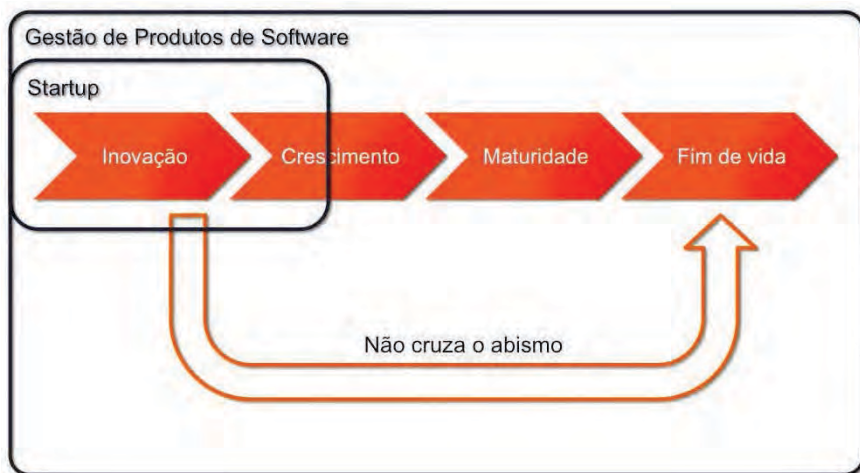 Gestão de Produtos de Software
Startup
Inovação
Crescimento
Maturidade
Fim de vida
Não cruza o abismo